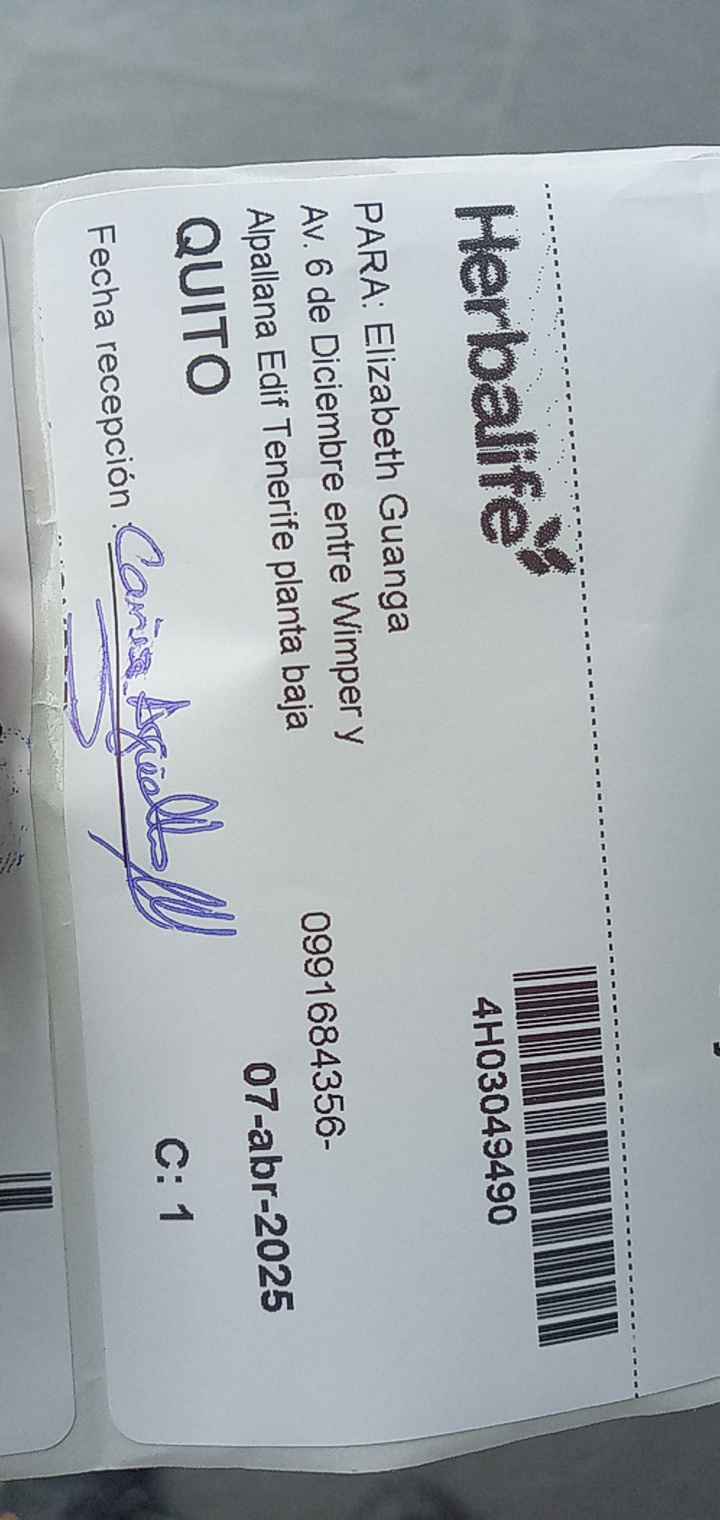 Herbalife
4H03049490
PARA: Elizabeth Guanga
Av. 6 de Diciembre entre Wimper y
Alpallana Edif Tenerife planta baja
0991684356-
QUITO
07-abr-2025
C: 1
Fecha recepción :